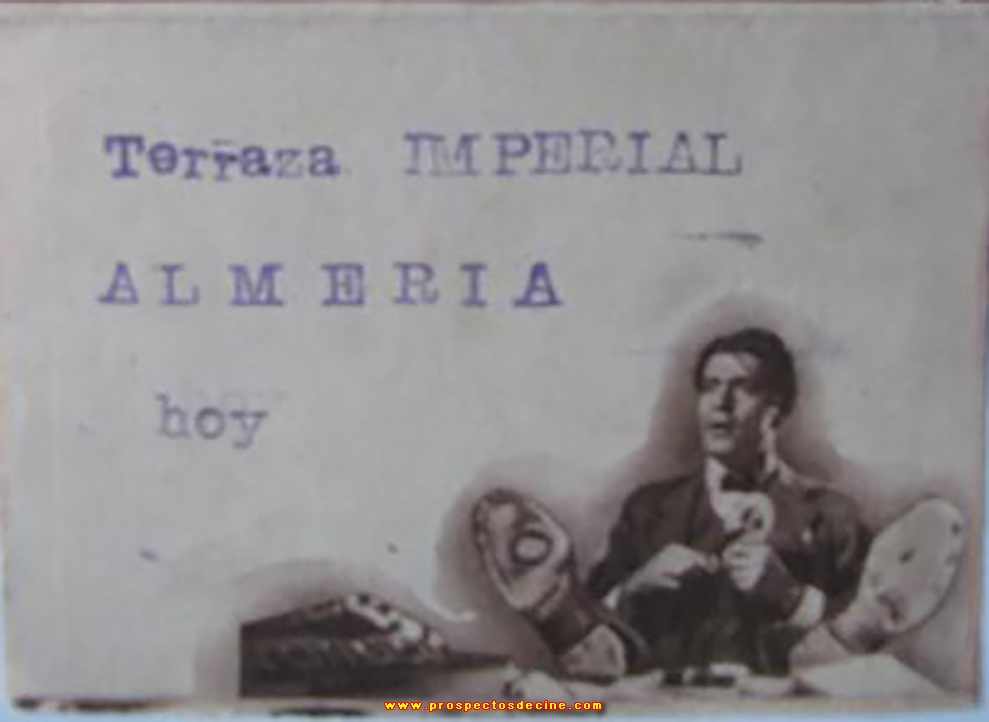 Terraza IMPERIAL
ALMERIA
hoy
www.prospectosdecine.com